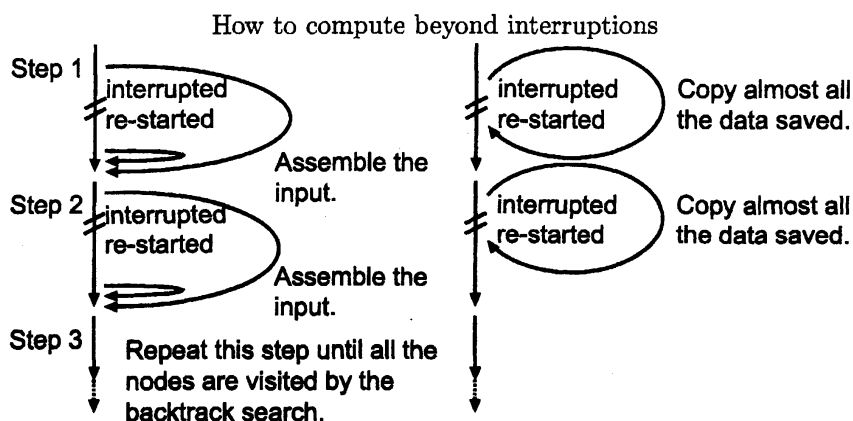 How to compute beyond interruptions
Step 1
interrupted
re-started
Assemble the
input.
interrupted
re-started
Copy almost all
the data saved.
Step 2
interrupted
re-started
Assemble the
input.
interrupted
re-started
Copy almost all
the data saved.
Step 3
Repeat this step until all the
nodes are visited by the
backtrack search.